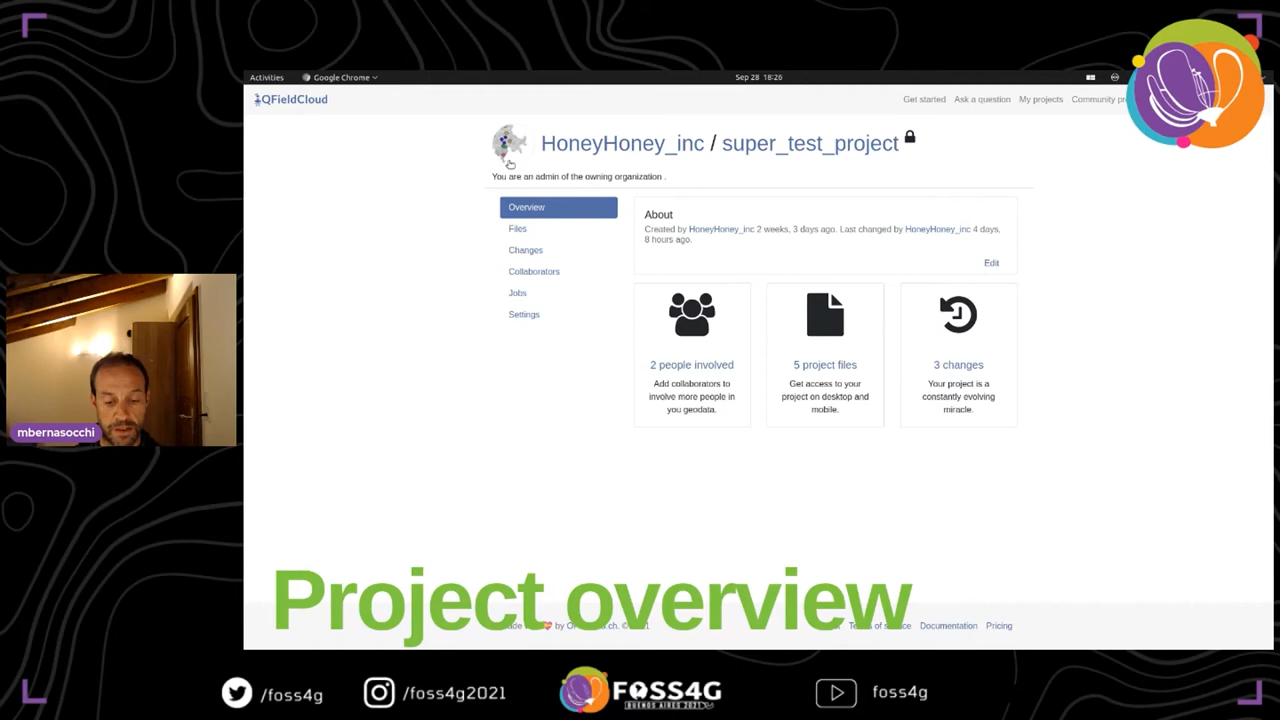 Activities
Google Chrome
Sep 28 18:26
QFieldCloud
Get started
Ask a question
My projects
Community
HoneyHoney_inc / super_test_project
You are an admin of the owning organization .
Overview
Files
Changes
Collaborators
Jobs
Settings
About
Created by HoneyHoney_inc 2 weeks, 3 days ago. Last changed by HoneyHoney_inc 4 days,
8 hours ago.
Edit
2 people involved
Add collaborators to
involve more people in
you geodata.
5 project files
Get access to your
project on desktop and
mobile.
3 changes
Your project is a
constantly evolving
miracle.
mbernasocchi
Project overview
by
Documentation
Pricing
/foss4g
/foss4g2021
FOSS4G
BUENOS AIRES 2021
foss4g